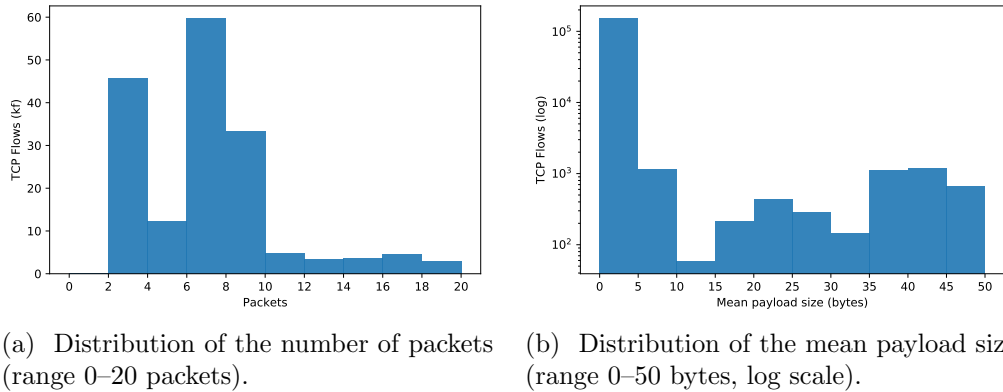 60
50
40
30
20
10
0
TCP Flows (kf)
0 2 4 6 8 10 12 14 16 18 20
Packets
10^5
10^4
10^3
10^2
TCP Flows (log)
0 5 10 15 20 25 30 35 40 45 50
Mean payload size (bytes)
(a) Distribution of the number of packets
(range 0–20 packets).
(b) Distribution of the mean payload siz
(range 0–50 bytes, log scale).